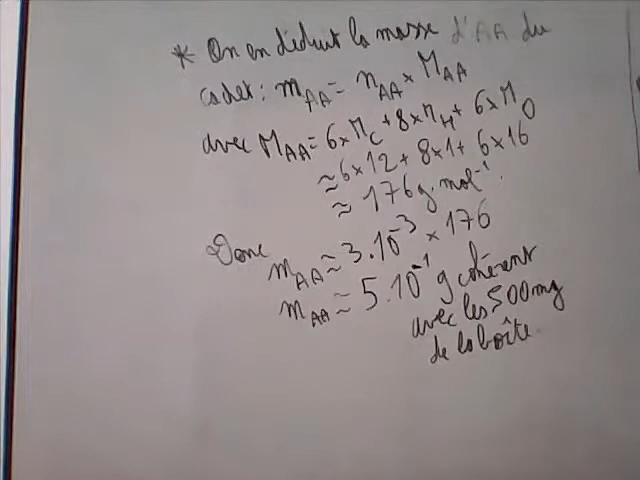 * On en déduit la masse d'AA du
cachet : m_AA = n_AA × M_AA
avec M_AA = 6×M_C + 8×M_H + 6×M_O
≈ 6×12 + 8×1 + 6×16
≈ 176 g.mol⁻¹.
Donc m_AA ≈ 3.10⁻³ × 176
m_AA ≈ 5.10⁻¹ g cohérent
avec les 500mg
de la boîte.